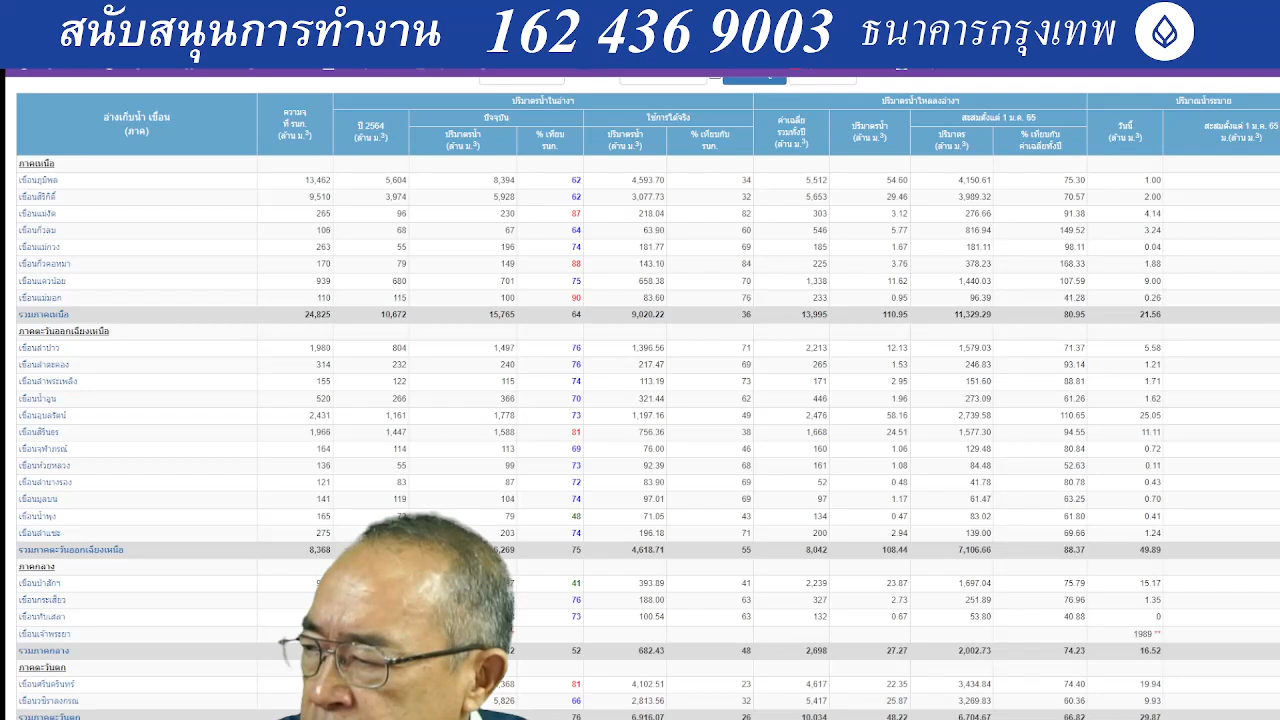 สนับสนุนการทำงาน 162 436 9003 ธนาคารกรุงเทพ
อ่างเก็บน้ำ เขื่อน (ภาค) ความจุ ที่ รนก. (ล้าน ม.3) ปริมาตรน้ำในอ่างฯ ปริมาตรน้ำไหลลงอ่างฯ ปริมาณน้ำระบาย
ปี 2564 (ล้าน ม.3) ปัจจุบัน ใช้การได้จริง ค่าเฉลี่ย รวมทั้งปี (ล้าน ม.3) ปริมาตรน้ำ (ล้าน ม.3) สะสมตั้งแต่ 1 ม.ค. 65 วันนี้ (ล้าน ม.3) สะสมตั้งแต่ 1 ม.ค. 65
ปริมาตรน้ำ (ล้าน ม.3) % เทียบ รนก. ปริมาตรน้ำ (ล้าน ม.3) % เทียบกับ รนก. ปริมาตร (ล้าน ม.3) % เทียบกับ ค่าเฉลี่ยทั้งปี ม.(ล้าน ม.3)
ภาคเหนือ
เขื่อนภูมิพล 13,462 5,604 8,394 62 4,593.70 34 5,512 54.60 4,150.61 75.30 1.00
เขื่อนสิริกิติ์ 9,510 3,974 5,928 62 3,077.73 32 5,653 29.46 3,989.32 70.57 2.00
เขื่อนแม่งัด 265 96 230 87 218.04 82 303 3.12 276.66 91.38 4.14
เขื่อนกิ่วลม 106 68 67 64 63.90 60 546 5.77 816.94 149.52 3.24
เขื่อนแม่กวง 263 55 196 74 181.77 69 185 1.67 181.11 98.11 0.04
เขื่อนกิ่วคอหมา 170 79 149 88 143.10 84 225 3.76 378.23 168.33 1.88
เขื่อนแควน้อย 939 680 701 75 658.38 70 1,338 11.62 1,440.03 107.59 9.00
เขื่อนแม่มอก 110 115 100 90 83.60 76 233 0.95 96.39 41.28 0.26
รวมภาคเหนือ 24,825 10,672 15,765 64 9,020.22 36 13,995 110.95 11,329.29 80.95 21.56
ภาคตะวันออกเฉียงเหนือ
เขื่อนลำปาว 1,980 804 1,497 76 1,396.56 71 2,213 12.13 1,579.03 71.37 5.58
เขื่อนลำตะคอง 314 232 240 76 217.47 69 265 1.53 246.83 93.14 1.21
เขื่อนลำพระเพลิง 155 122 115 74 113.19 73 171 2.95 151.60 88.81 1.71
เขื่อนน้ำอูน 520 266 366 70 321.44 62 446 1.96 273.09 61.26 1.62
เขื่อนอุบลรัตน์ 2,431 1,161 1,778 73 1,197.16 49 2,476 58.16 2,739.58 110.65 25.05
เขื่อนสิรินธร 1,966 1,447 1,588 81 756.36 38 1,668 24.51 1,577.30 94.55 11.11
เขื่อนจุฬาภรณ์ 164 114 113 69 76.00 46 160 1.06 129.48 80.84 0.72
เขื่อนห้วยหลวง 136 55 99 73 92.39 68 161 1.08 84.48 52.63 0.11
เขื่อนลำนางรอง 121 83 87 72 83.90 69 52 0.48 41.78 80.78 0.43
เขื่อนมูลบน 141 119 104 74 97.01 69 97 1.17 61.47 63.25 0.70
เขื่อนน้ำพุง 165 79 48 71.05 43 134 0.47 83.02 61.80 0.41
เขื่อนลำแชะ 275 203 74 196.18 71 200 2.94 139.00 69.66 1.24
รวมภาคตะวันออกเฉียงเหนือ 8,368 ,269 75 4,618.71 55 8,042 108.44 7,106.66 88.37 49.89
ภาคกลาง
เขื่อนป่าสักฯ 41 393.89 41 2,239 23.87 1,697.04 75.79 15.17
เขื่อนกระเสียว 76 188.00 63 327 2.73 251.89 76.96 1.35
เขื่อนทับเสลา 73 100.54 63 132 0.67 53.80 40.88 0
เขื่อนเจ้าพระยา 1989 **
รวมภาคกลาง 52 682.43 48 2,698 27.27 2,002.73 74.23 16.52
ภาคตะวันตก
เขื่อนศรีนครินทร์ ,368 81 4,102.51 23 4,617 22.35 3,434.84 74.40 19.94
เขื่อนวชิราลงกรณ 5,826 66 2,813.56 32 5,417 25.87 3,269.83 60.36 9.93
รวมภาคตะวันตก 76 6,916.07 26 10,034 48.22 6,704.67 66.82 29.87